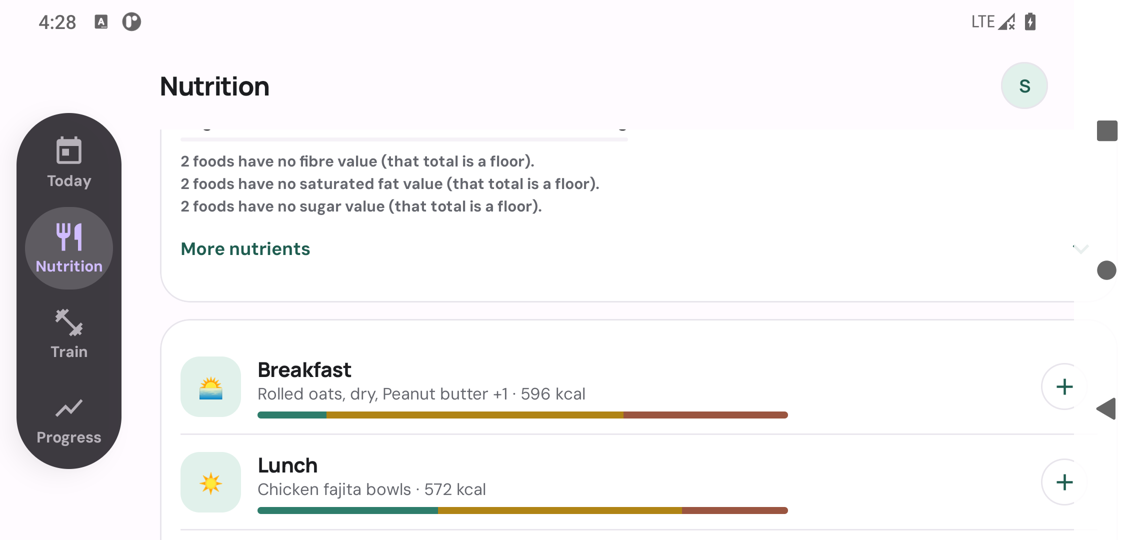 4:28
LTE
Nutrition
S
Today
2 foods have no fibre value (that total is a floor).
2 foods have no saturated fat value (that total is a floor).
2 foods have no sugar value (that total is a floor).
Nutrition
More nutrients
Train
Breakfast
Rolled oats, dry, Peanut butter +1 · 596 kcal
Progress
Lunch
Chicken fajita bowls · 572 kcal